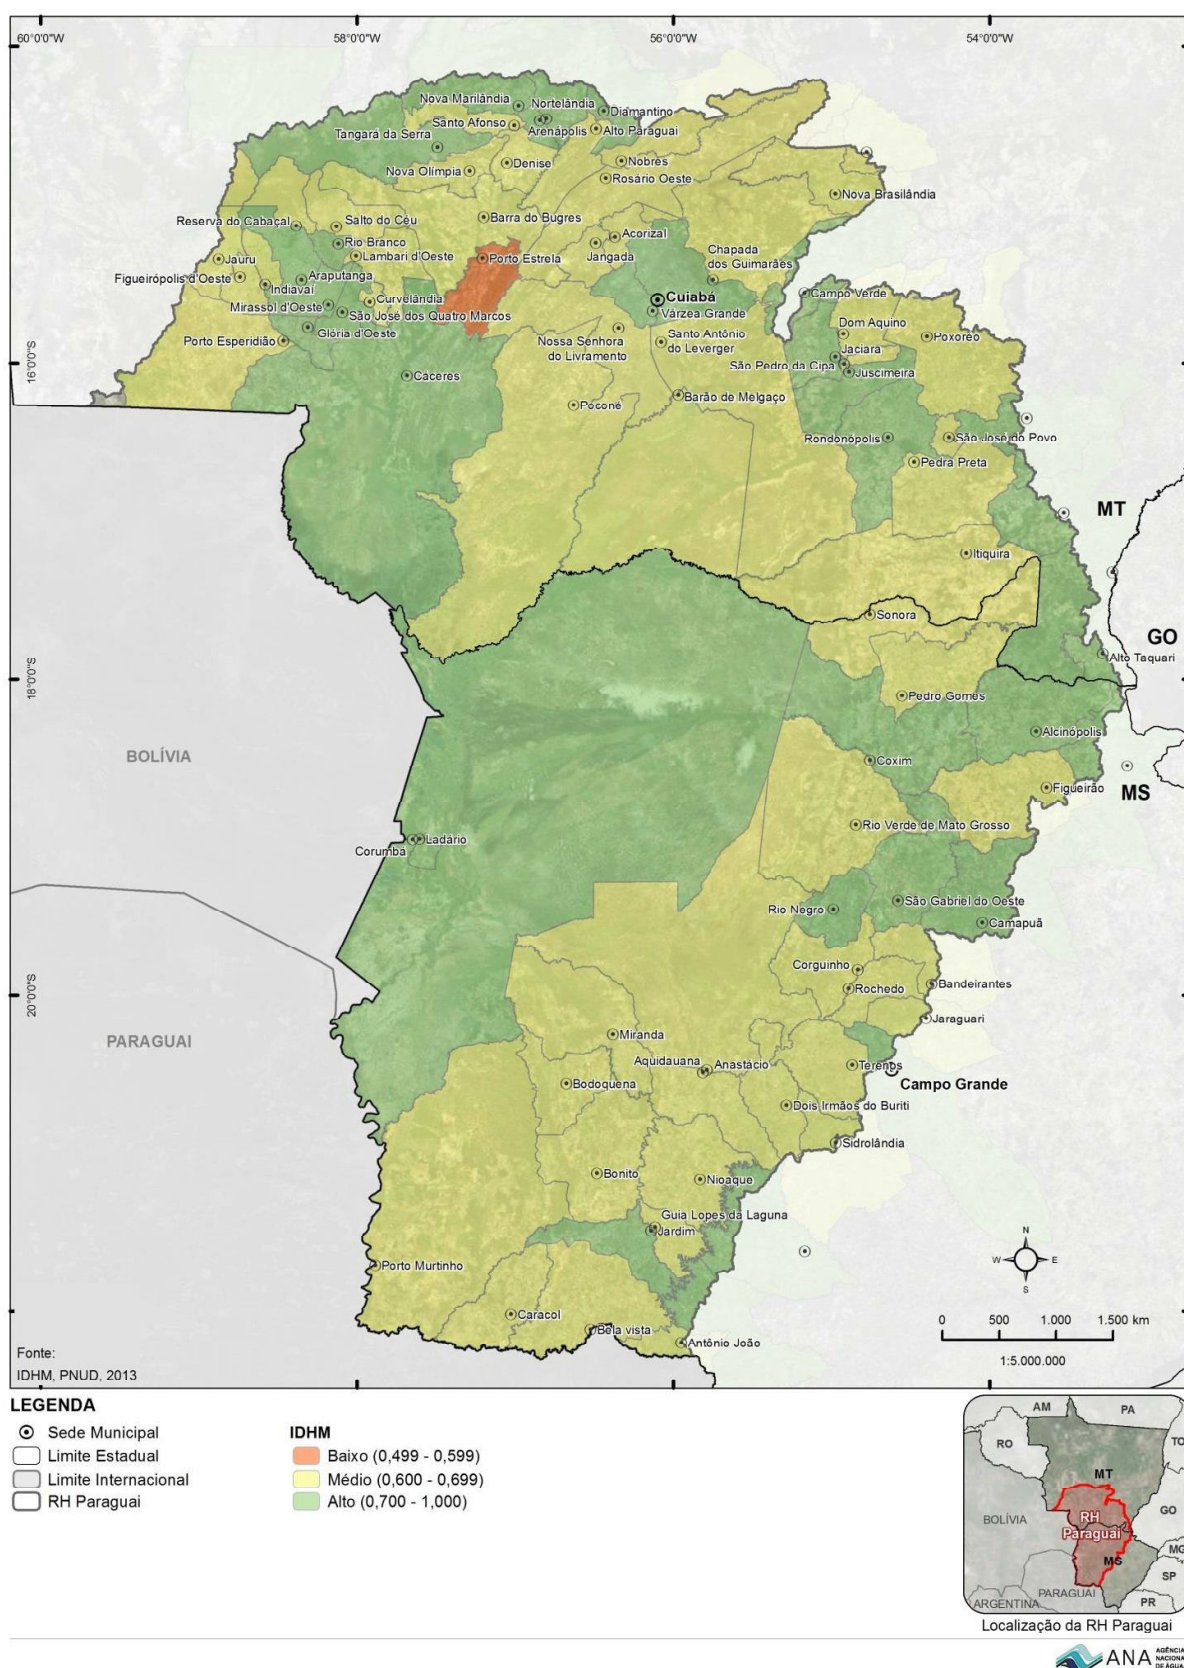 60°0'0"W
58°0'0"W
56°0'0"W
54°0'0"W
Nova Marilândia
Nortelândia
Diamantino
Santo Afonso
Arenápolis
Alto Paraguai
Tangará da Serra
Denise
Nobres
Nova Olímpia
Rosário Oeste
Nova Brasilândia
Reserva do Cabaçal
Salto do Céu
Barra do Bugres
Rio Branco
Acorizal
Jauru
Lambari d'Oeste
Porto Estrela
Jangada
Chapada
dos Guimarães
Figueirópolis d'Oeste
Araputanga
Indiavaí
Curvelândia
Cuiabá
Campo Verde
Mirassol d'Oeste
São José dos Quatro Marcos
Várzea Grande
Dom Aquino
Glória d'Oeste
Nossa Senhora
do Livramento
Santo Antônio
do Leverger
Poxoréo
Porto Esperidião
Jaciara
16°0'0"S
São Pedro da Cipa
Juscimeira
Cáceres
Poconé
Barão de Melgaço
Rondonópolis
São José do Povo
Pedra Preta
MT
Itiquira
Sonora
GO
Alto Taquari
18°0'0"S
Pedro Gomes
Alcinópolis
BOLÍVIA
Coxim
MS
Figueirão
Rio Verde de Mato Grosso
Ladário
Corumbá
Rio Negro
São Gabriel do Oeste
Camapuã
Corguinho
20°0'0"S
Rochedo
Bandeirantes
Jaraguari
Miranda
PARAGUAI
Aquidauana
Anastácio
Terenos
Bodoquena
Campo Grande
Dois Irmãos do Buriti
Sidrolândia
Bonito
Nioaque
Guia Lopes da Laguna
Jardim
N
W
E
S
Porto Murtinho
Caracol
Bela vista
Antônio João
0 500 1.000 1.500 km
1:5.000.000
Fonte:
IDHM, PNUD, 2013
LEGENDA
Sede Municipal
Limite Estadual
Limite Internacional
RH Paraguai
IDHM
Baixo (0,499 - 0,599)
Médio (0,600 - 0,699)
Alto (0,700 - 1,000)
AM
PA
RO
TO
MT
BOLÍVIA
GO
RH
Paraguai
MG
MS
SP
PARAGUAI
ARGENTINA
PR
Localização da RH Paraguai
ANA
AGÊNCIA
NACIONAL
DE ÁGUAS